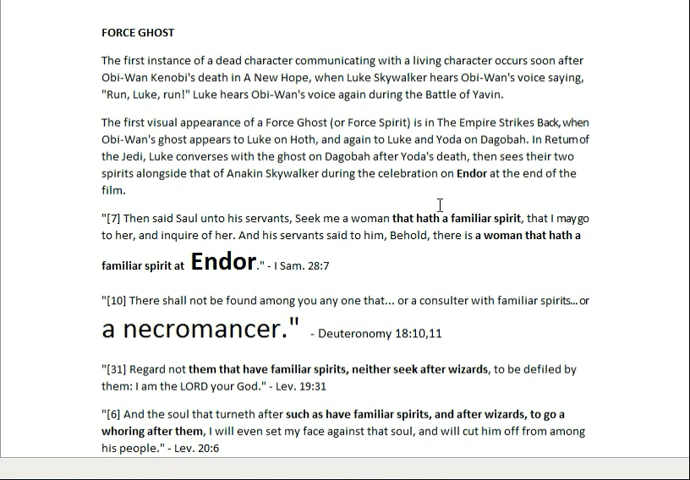 FORCE GHOST
The first instance of a dead character communicating with a living character occurs soon after
Obi-Wan Kenobi's death in A New Hope, when Luke Skywalker hears Obi-Wan's voice saying,
"Run, Luke, run!" Luke hears Obi-Wan's voice again during the Battle of Yavin.
The first visual appearance of a Force Ghost (or Force Spirit) is in The Empire Strikes Back, when
Obi-Wan's ghost appears to Luke on Hoth, and again to Luke and Yoda on Dagobah. In Return of
the Jedi, Luke converses with the ghost on Dagobah after Yoda's death, then sees their two
spirits alongside that of Anakin Skywalker during the celebration on Endor at the end of the
film.
"[7] Then said Saul unto his servants, Seek me a woman that hath a familiar spirit, that I may go
to her, and inquire of her. And his servants said to him, Behold, there is a woman that hath a
familiar spirit at Endor." - I Sam. 28:7
"[10] There shall not be found among you any one that... or a consulter with familiar spirits... or
a necromancer." - Deuteronomy 18:10,11
"[31] Regard not them that have familiar spirits, neither seek after wizards, to be defiled by
them: I am the LORD your God." - Lev. 19:31
"[6] And the soul that turneth after such as have familiar spirits, and after wizards, to go a
whoring after them, I will even set my face against that soul, and will cut him off from among
his people." - Lev. 20:6